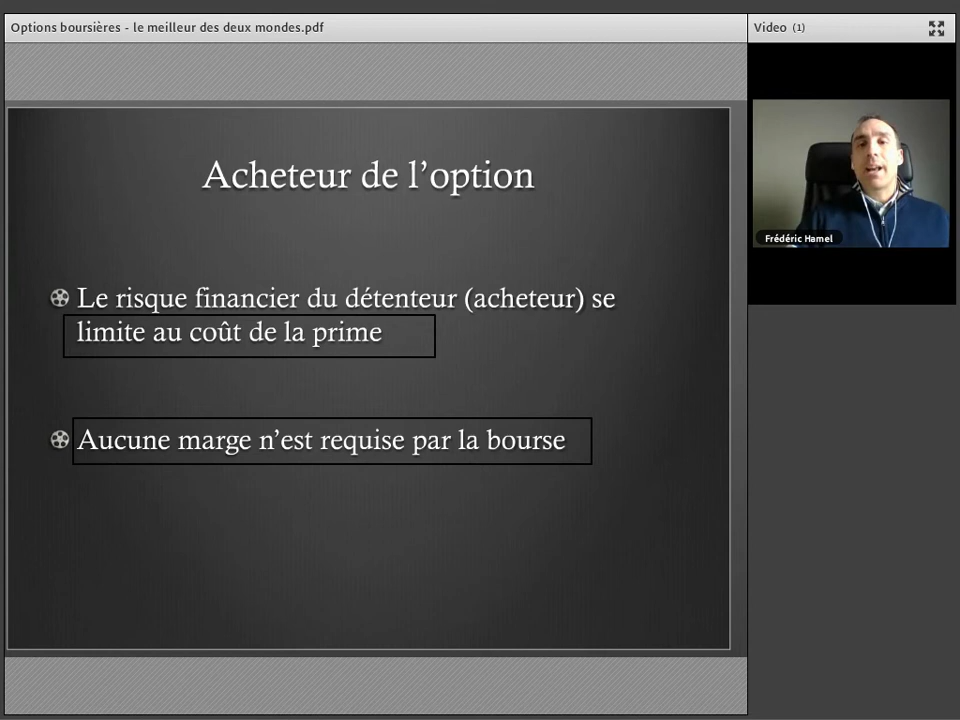 Options boursières - le meilleur des deux mondes.pdf
Video (1)
Acheteur de l’option
Le risque financier du détenteur (acheteur) se
limite au coût de la prime
Aucune marge n’est requise par la bourse
Frédéric Hamel